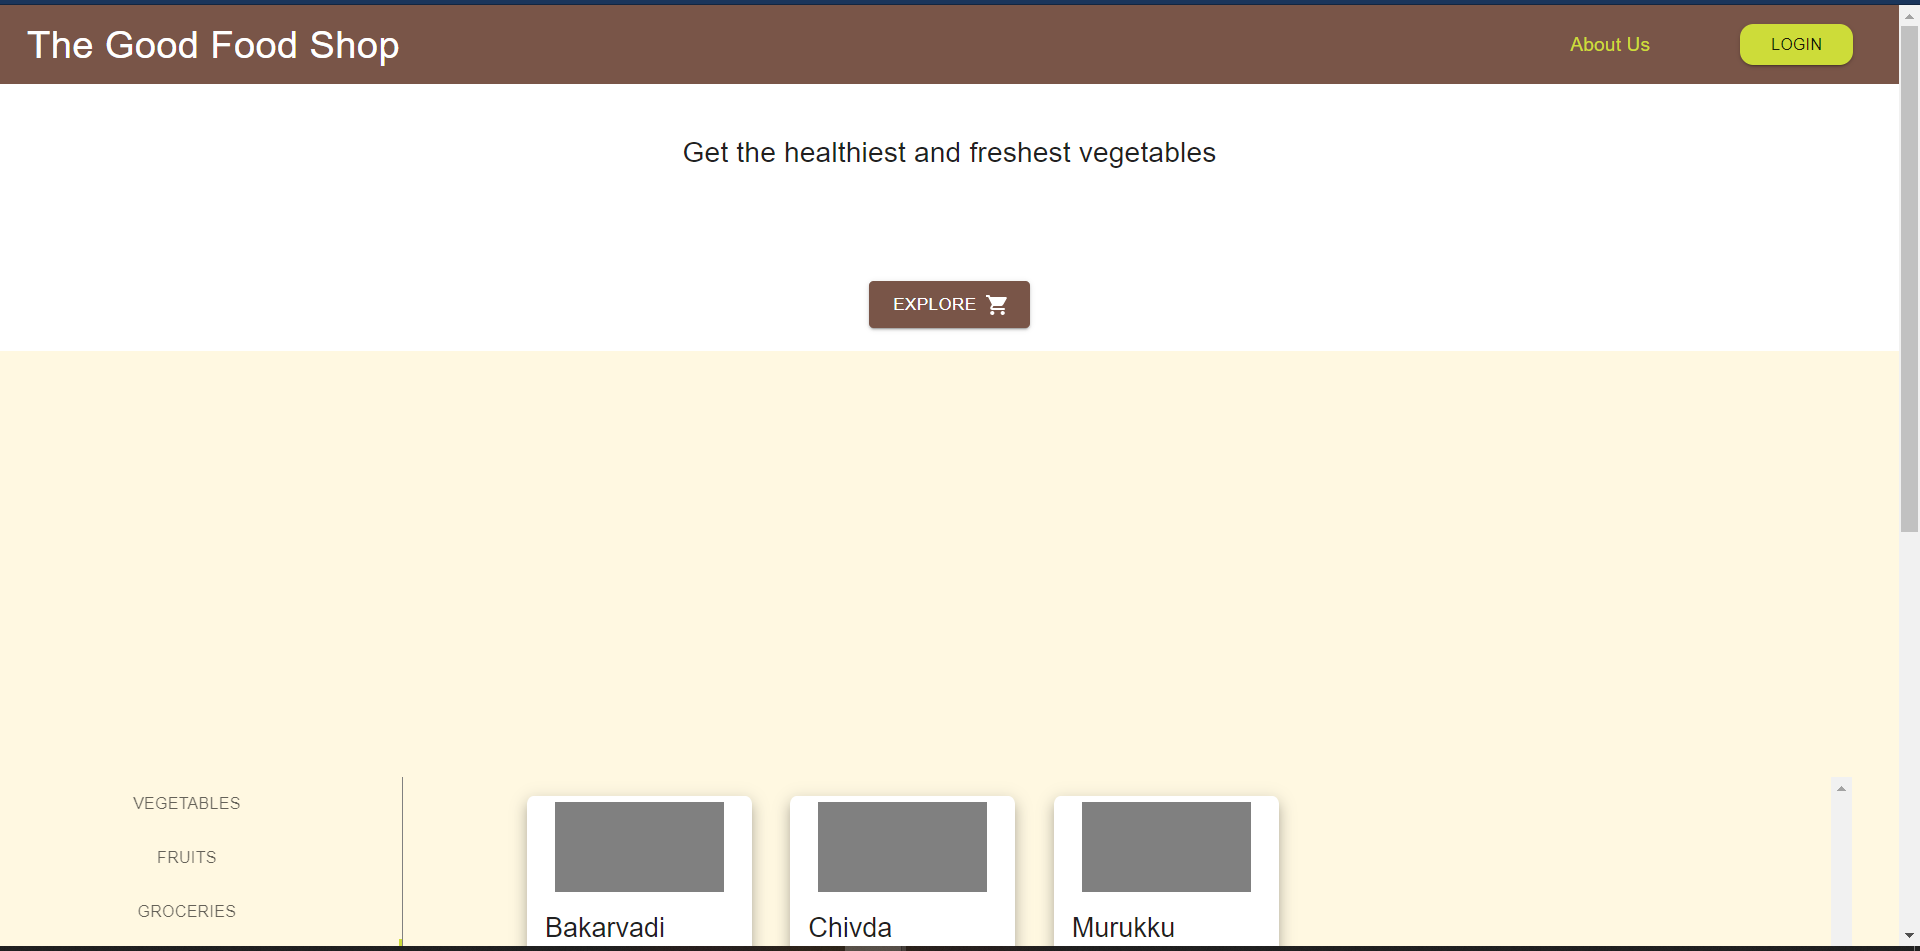 The Good Food Shop
About Us
LOGIN
Get the healthiest and freshest vegetables
EXPLORE
VEGETABLES
FRUITS
GROCERIES
Bakarvadi
Chivda
Murukku